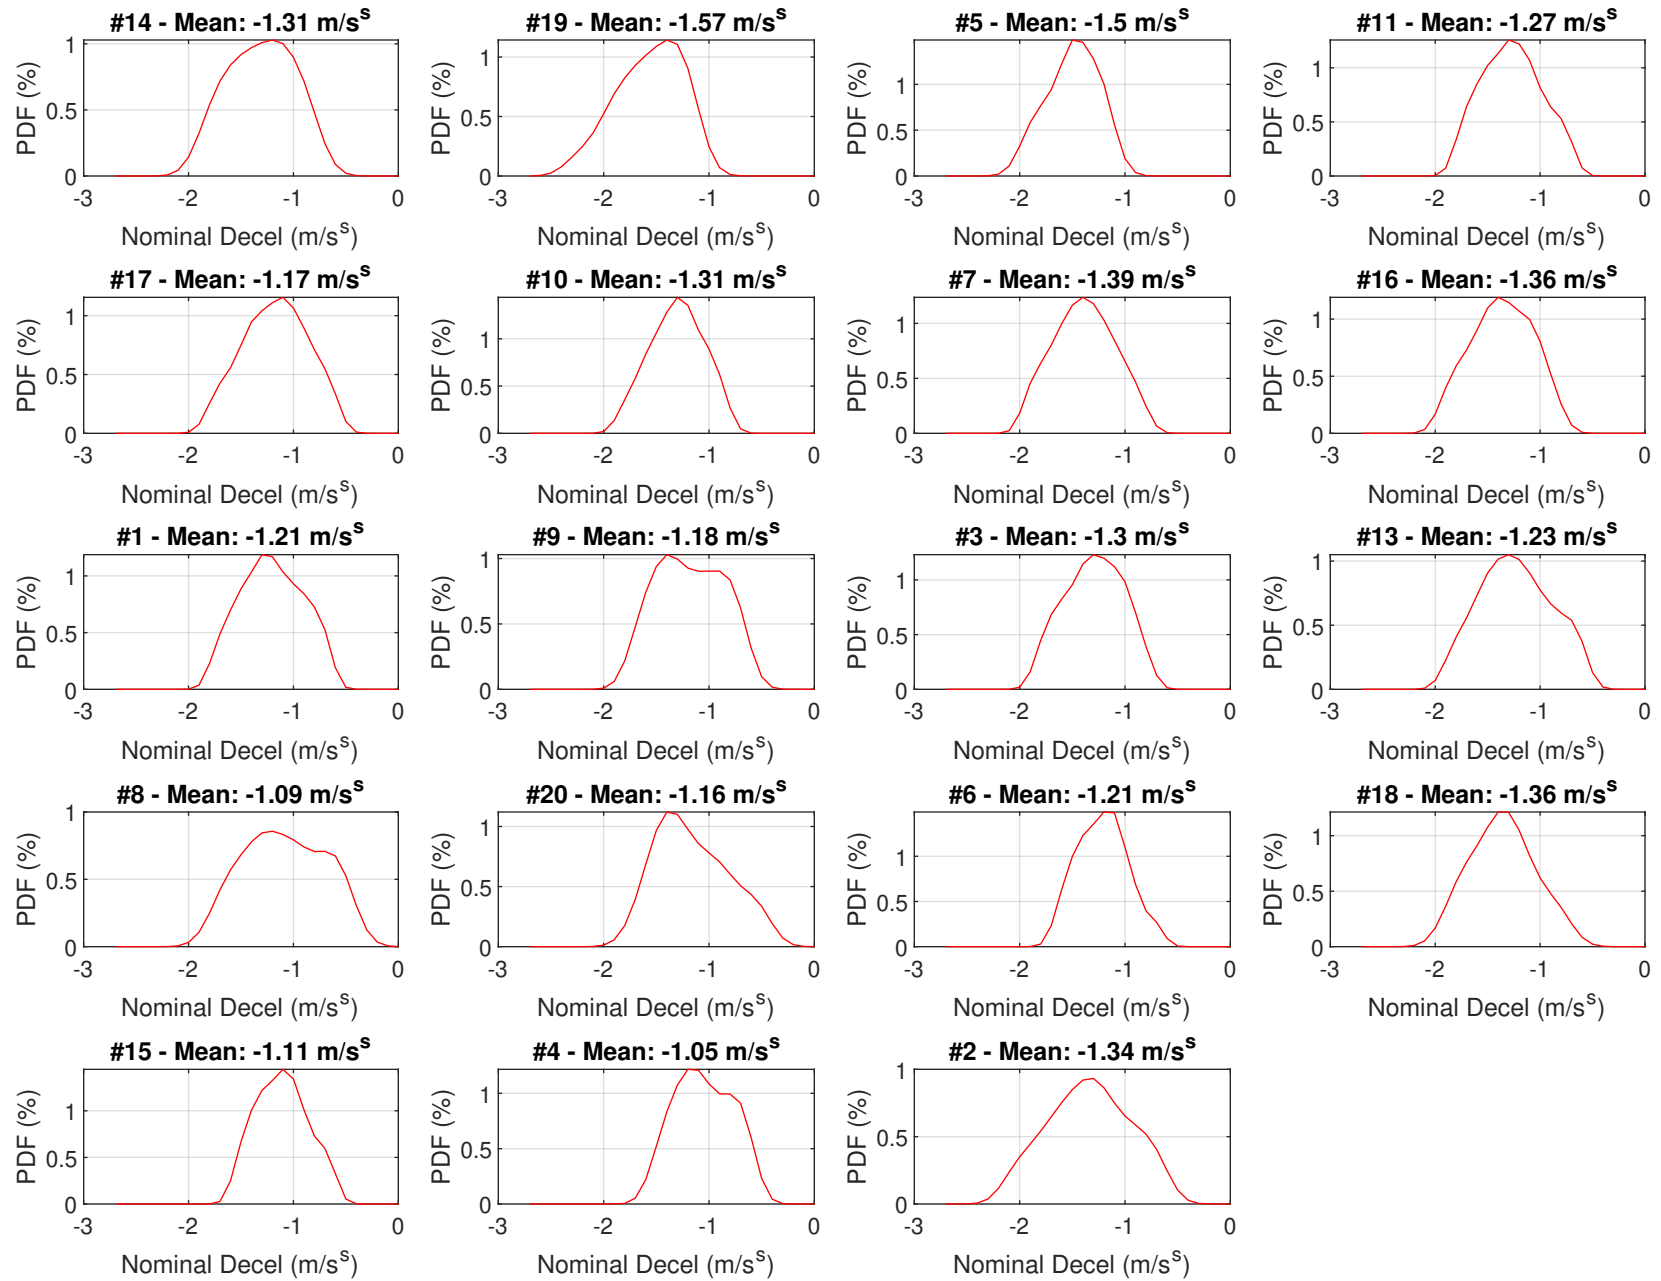 #14 - Mean: -1.31 m/s^s
#19 - Mean: -1.57 m/s^s
#5 - Mean: -1.5 m/s^s
#11 - Mean: -1.27 m/s^s
PDF (%)
1
0.5
0
-3 -2 -1 0
Nominal Decel (m/s^s)
PDF (%)
1
0.5
0
-3 -2 -1 0
Nominal Decel (m/s^s)
PDF (%)
1
0.5
0
-3 -2 -1 0
Nominal Decel (m/s^s)
PDF (%)
1
0.5
0
-3 -2 -1 0
Nominal Decel (m/s^s)
#17 - Mean: -1.17 m/s^s
#10 - Mean: -1.31 m/s^s
#7 - Mean: -1.39 m/s^s
#16 - Mean: -1.36 m/s^s
PDF (%)
1
0.5
0
-3 -2 -1 0
Nominal Decel (m/s^s)
PDF (%)
1
0.5
0
-3 -2 -1 0
Nominal Decel (m/s^s)
PDF (%)
1
0.5
0
-3 -2 -1 0
Nominal Decel (m/s^s)
PDF (%)
1
0.5
0
-3 -2 -1 0
Nominal Decel (m/s^s)
#1 - Mean: -1.21 m/s^s
#9 - Mean: -1.18 m/s^s
#3 - Mean: -1.3 m/s^s
#13 - Mean: -1.23 m/s^s
PDF (%)
1
0.5
0
-3 -2 -1 0
Nominal Decel (m/s^s)
PDF (%)
1
0.5
0
-3 -2 -1 0
Nominal Decel (m/s^s)
PDF (%)
1
0.5
0
-3 -2 -1 0
Nominal Decel (m/s^s)
PDF (%)
1
0.5
0
-3 -2 -1 0
Nominal Decel (m/s^s)
#8 - Mean: -1.09 m/s^s
#20 - Mean: -1.16 m/s^s
#6 - Mean: -1.21 m/s^s
#18 - Mean: -1.36 m/s^s
PDF (%)
1
0.5
0
-3 -2 -1 0
Nominal Decel (m/s^s)
PDF (%)
1
0.5
0
-3 -2 -1 0
Nominal Decel (m/s^s)
PDF (%)
1
0.5
0
-3 -2 -1 0
Nominal Decel (m/s^s)
PDF (%)
1
0.5
0
-3 -2 -1 0
Nominal Decel (m/s^s)
#15 - Mean: -1.11 m/s^s
#4 - Mean: -1.05 m/s^s
#2 - Mean: -1.34 m/s^s
PDF (%)
1
0.5
0
-3 -2 -1 0
Nominal Decel (m/s^s)
PDF (%)
1
0.5
0
-3 -2 -1 0
Nominal Decel (m/s^s)
PDF (%)
1
0.5
0
-3 -2 -1 0
Nominal Decel (m/s^s)